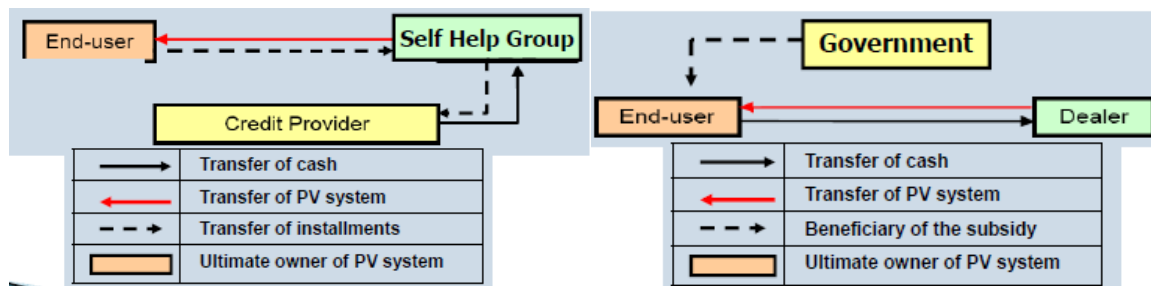 End-user
Self Help Group
Credit Provider
Transfer of cash
Transfer of PV system
Transfer of installments
Ultimate owner of PV system
Government
End-user
Dealer
Transfer of cash
Transfer of PV system
Beneficiary of the subsidy
Ultimate owner of PV system